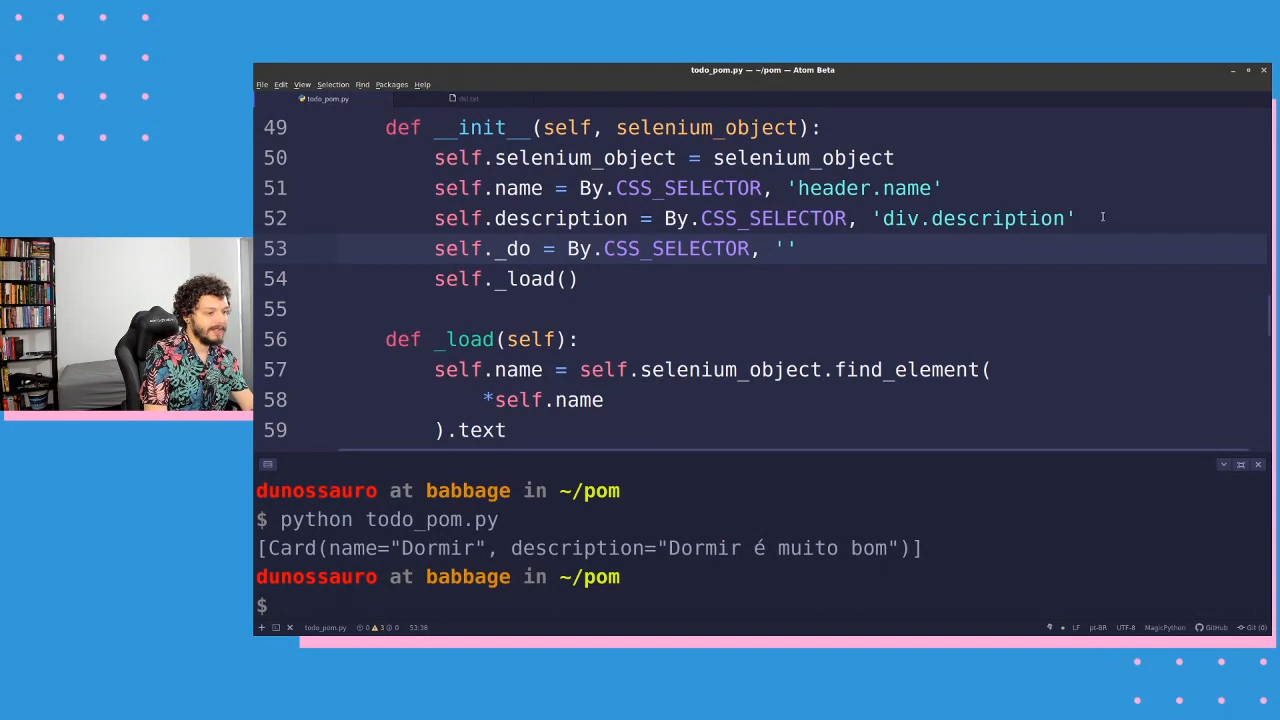 todo_pom.py — ~/pom — Atom Beta
File Edit View Selection Find Packages Help
todo_pom.py
49 def __init__(self, selenium_object):
50 self.selenium_object = selenium_object
51 self.name = By.CSS_SELECTOR, 'header.name'
52 self.description = By.CSS_SELECTOR, 'div.description'
53 self._do = By.CSS_SELECTOR, ''
54 self._load()
55
56 def _load(self):
57 self.name = self.selenium_object.find_element(
58 *self.name
59 ).text
dunossauro at babbage in ~/pom
$ python todo_pom.py
[Card(name="Dormir", description="Dormir é muito bom")]
dunossauro at babbage in ~/pom
$
todo_pom.py 0 3 0 53:38 LF pt-BR UTF-8 MagicPython GitHub Git (0)